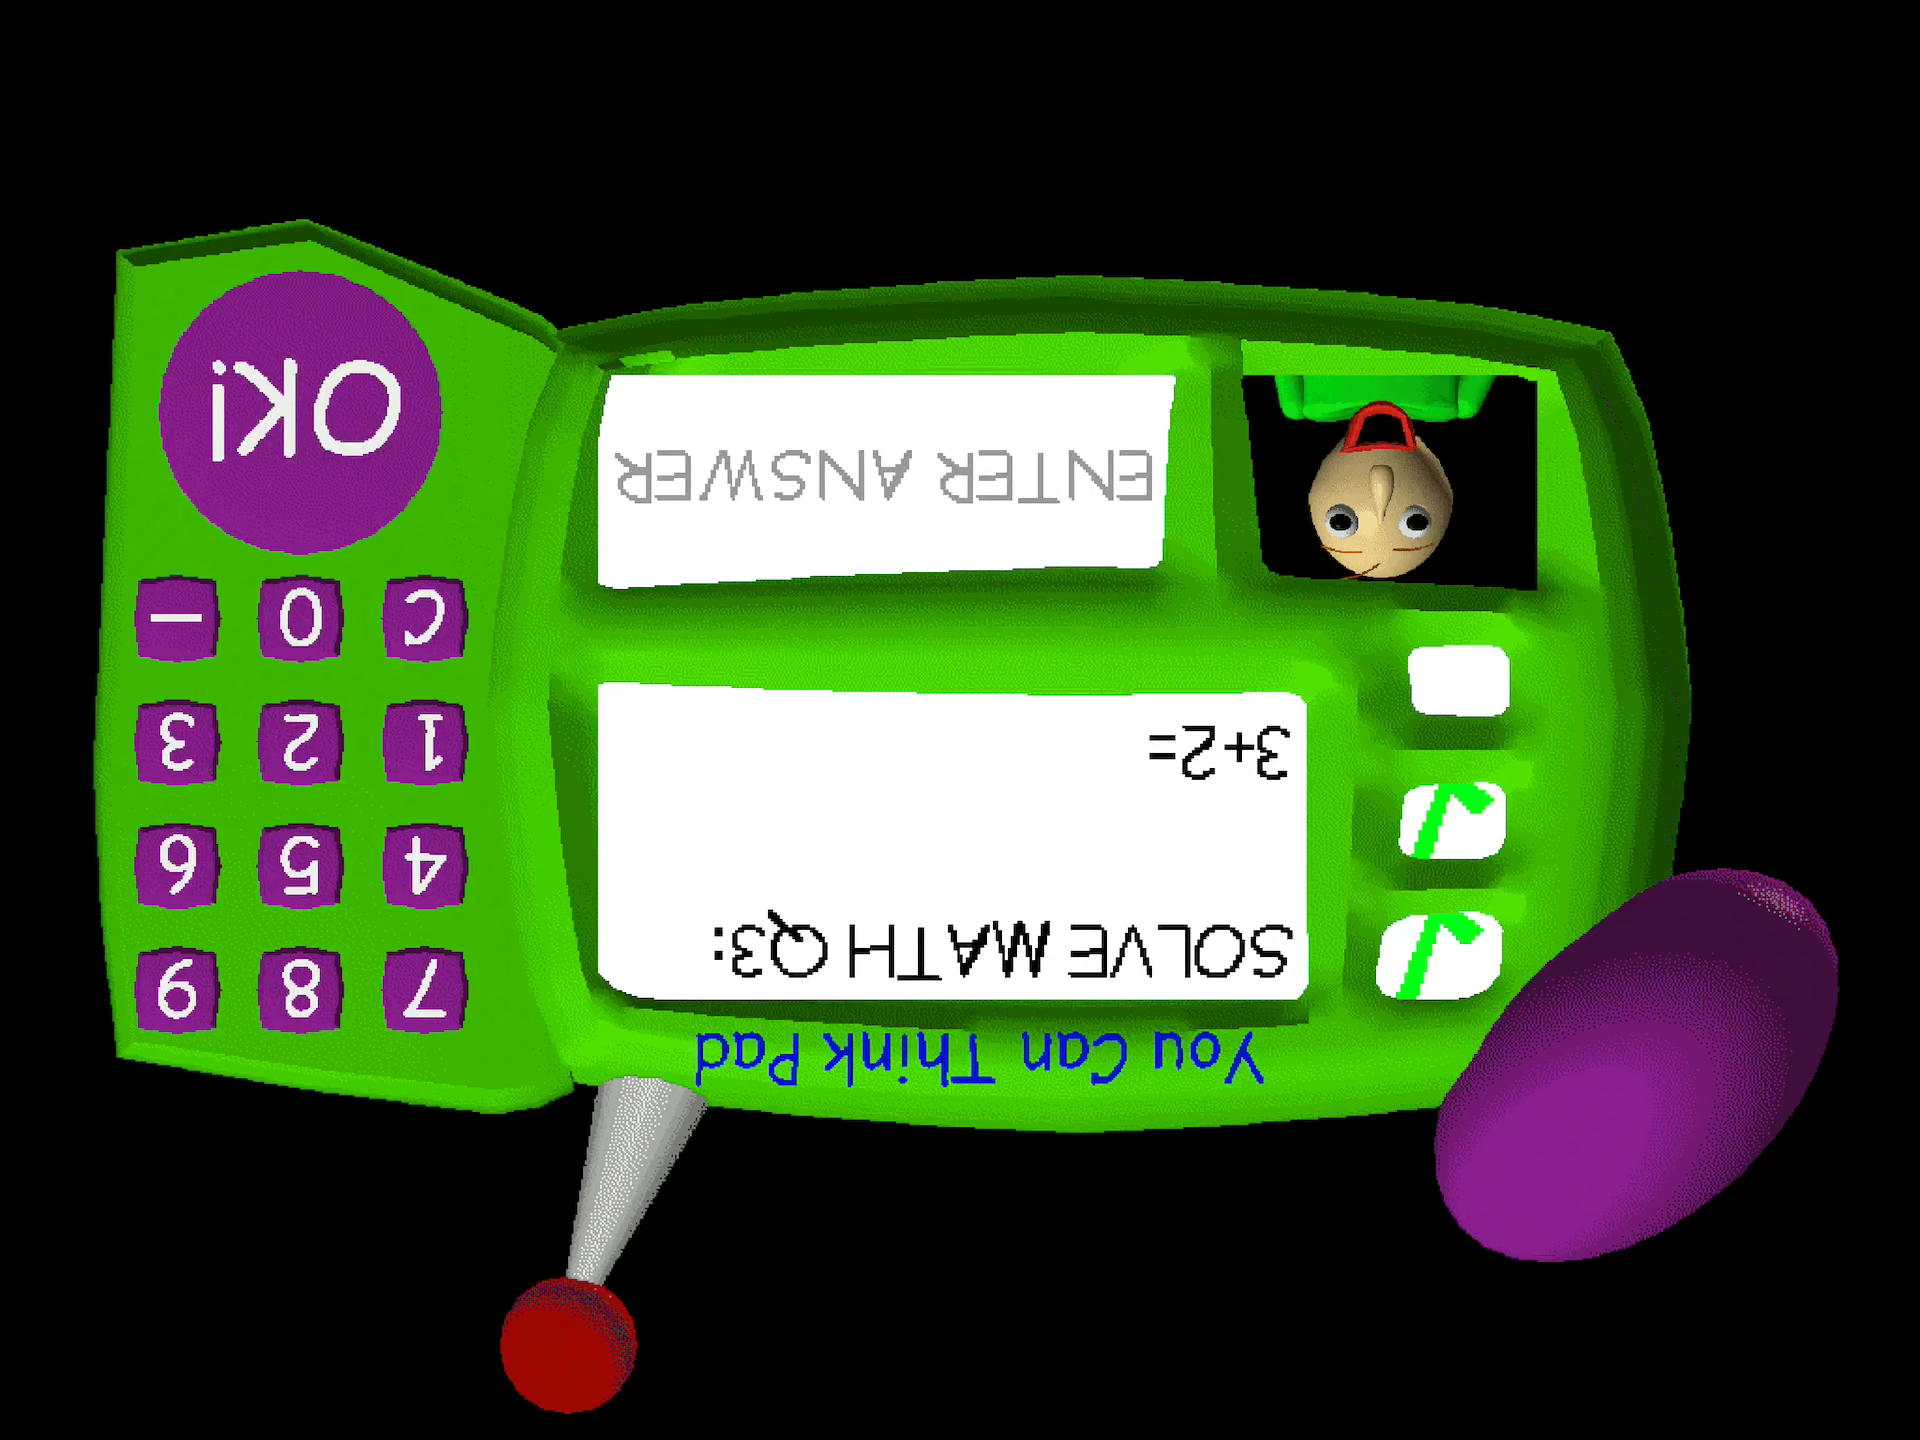 You Can Think Pad
SOLVE MATH Q3:
3+2=
ENTER ANSWER
7 8 9
4 5 6
1 2 3
C 0 -
OK!